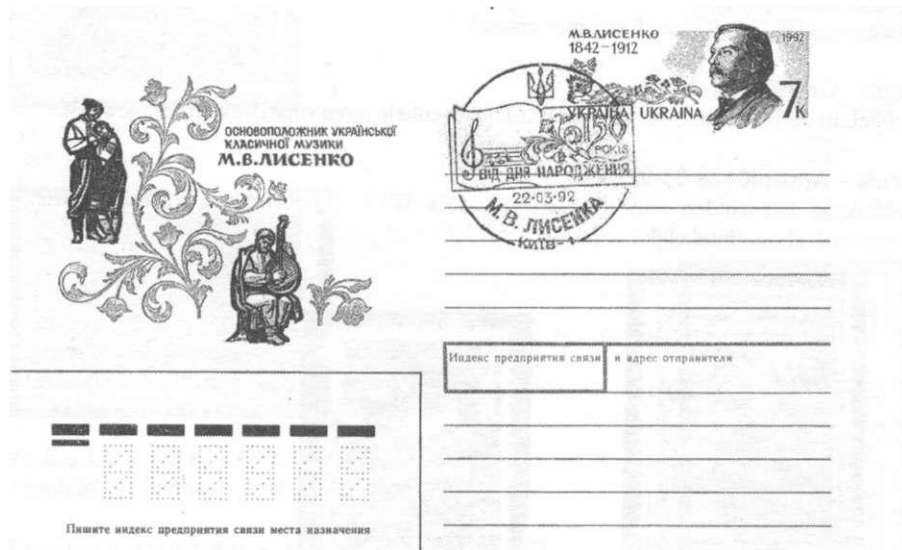 ОСНОВОПОЛОЖНИК УКРАЇНСЬКОЇ
КЛАСИЧНОЇ МУЗИКИ
М.В.ЛИСЕНКО
М.В.ЛИСЕНКО
1842-1912
1992
УКРАЇНА UKRAINA
7К
150
РОКІВ
ВІД ДНЯ НАРОДЖЕННЯ
22-03-92
М. В. ЛИСЕНКА
КИЇВ-1
Индекс предприятия связи и адрес отправителя
Пишите индекс предприятия связи места назначения